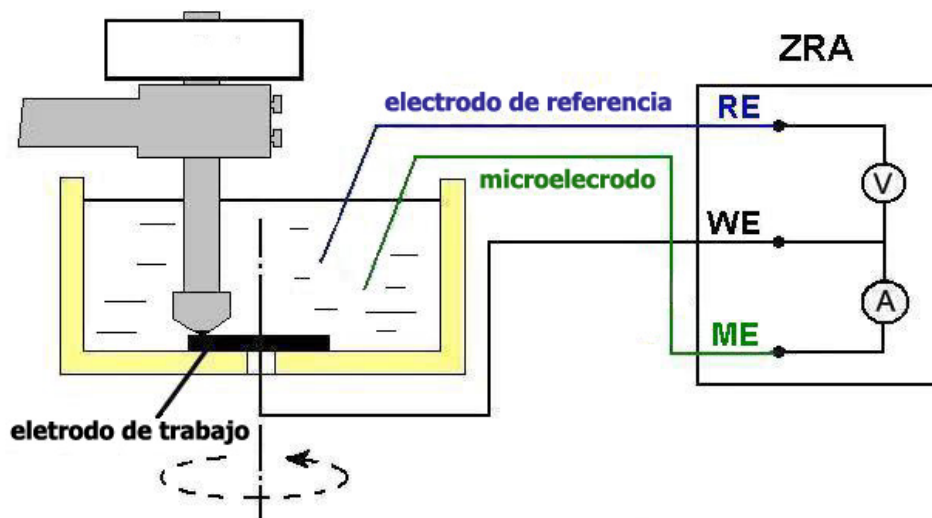 ZRA
electrodo de referencia
RE
microelecrodo
V
WE
A
ME
eletrodo de trabajo